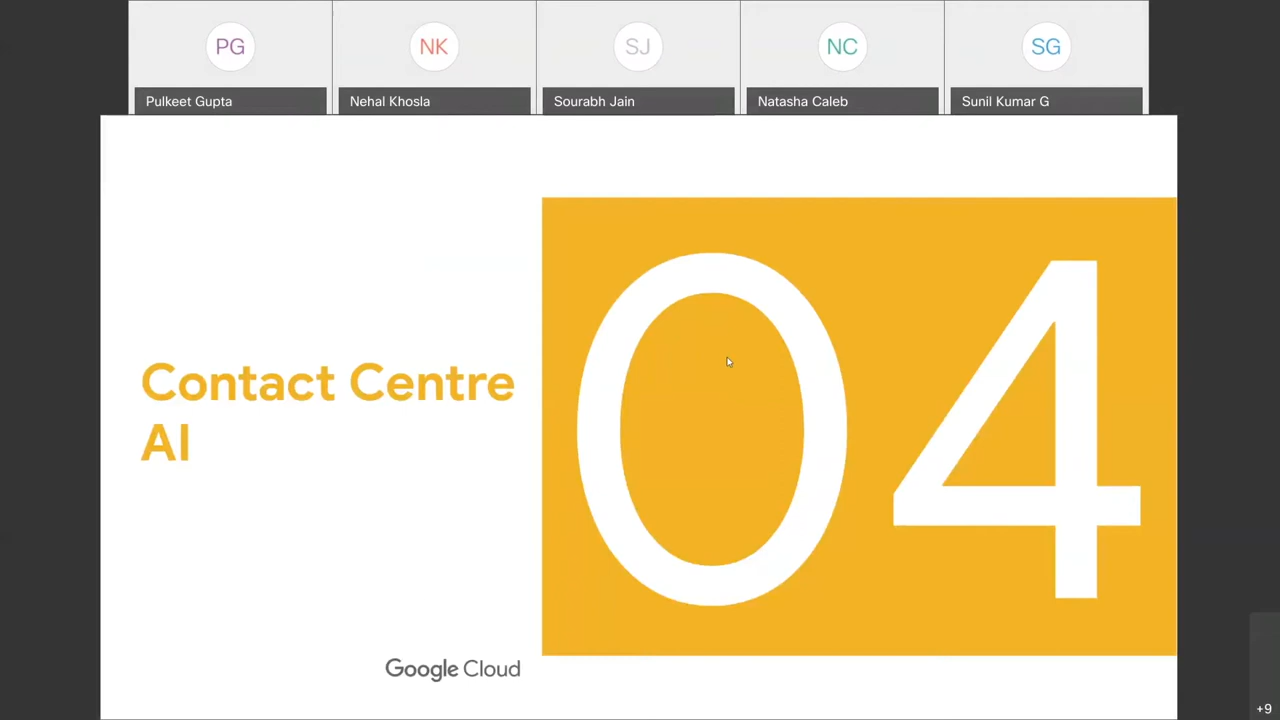 PG NK SJ NC SG
Pulkeet Gupta Nehal Khosla Sourabh Jain Natasha Caleb Sunil Kumar G
Contact Centre
AI
04
Google Cloud
+9